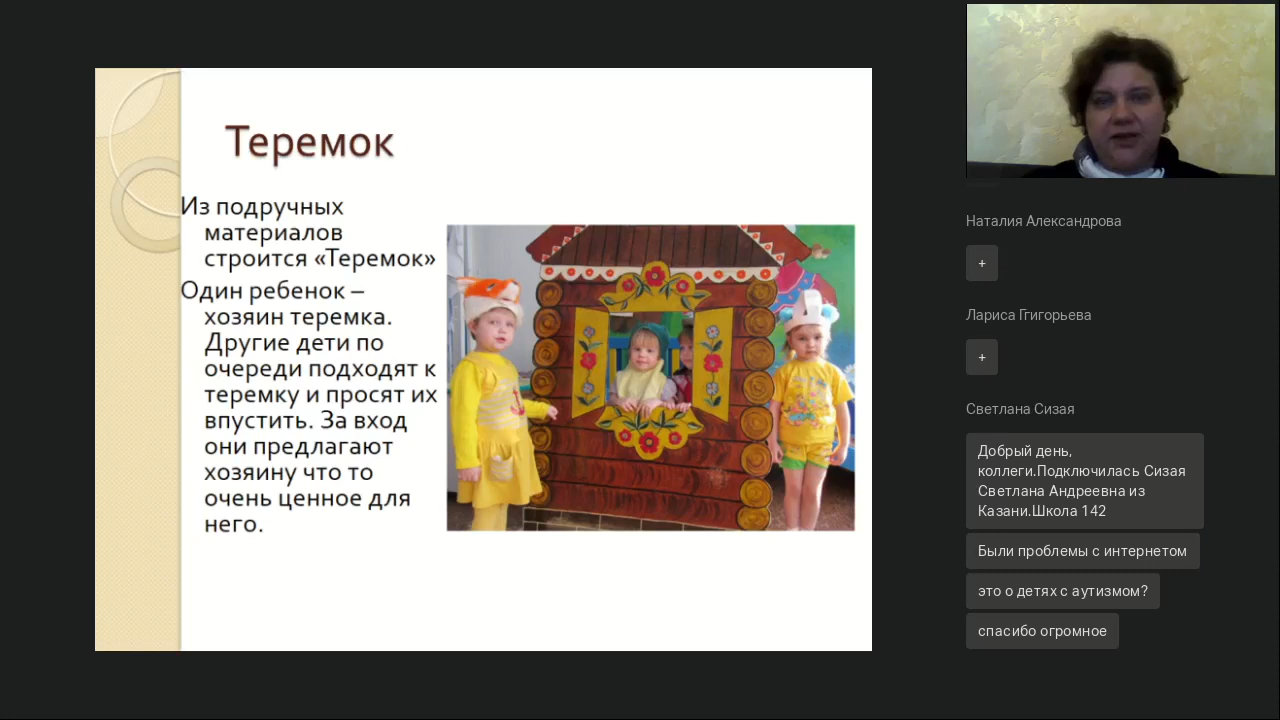 Теремок
Из подручных
материалов
строится «Теремок»
Один ребенок –
хозяин теремка.
Другие дети по
очереди подходят к
теремку и просят их
впустить. За вход
они предлагают
хозяину что то
очень ценное для
него.
Наталия Александрова
+
Лариса Ггигорьева
+
Светлана Сизая
Добрый день,
коллеги.Подключилась Сизая
Светлана Андреевна из
Казани.Школа 142
Были проблемы с интернетом
это о детях с аутизмом?
спасибо огромное